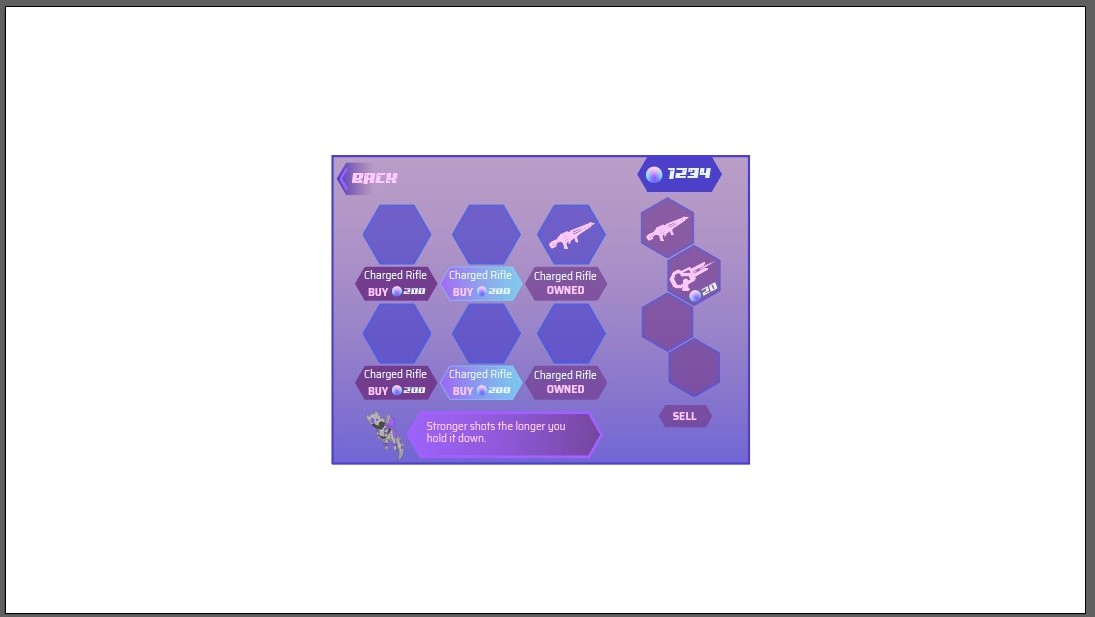 BACK
1234
Charged Rifle
BUY 200
Charged Rifle
BUY 200
Charged Rifle
OWNED
20
Charged Rifle
BUY 200
Charged Rifle
BUY 200
Charged Rifle
OWNED
SELL
Stronger shots the longer you
hold it down.